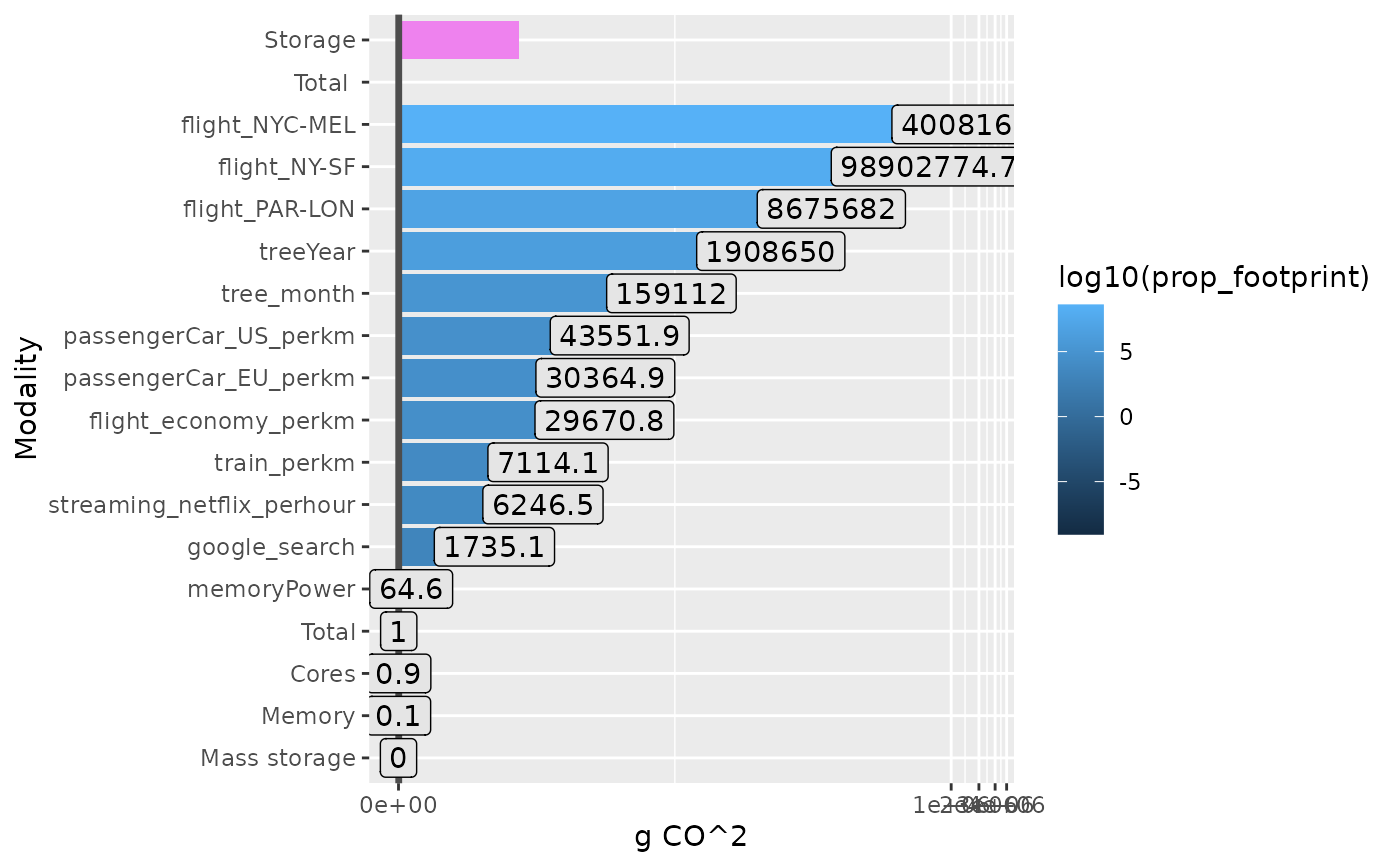 Storage
Total
flight_NYC-MEL
400816
flight_NY-SF
98902774.7
flight_PAR-LON
8675682
treeYear
1908650
tree_month
159112
passengerCar_US_perkm
43551.9
passengerCar_EU_perkm
30364.9
flight_economy_perkm
29670.8
train_perkm
7114.1
streaming_netflix_perhour
6246.5
google_search
1735.1
memoryPower
64.6
Total
1
Cores
0.9
Memory
0.1
Mass storage
0
Modality
0e+00
g CO^2
log10(prop_footprint)
5
0
-5